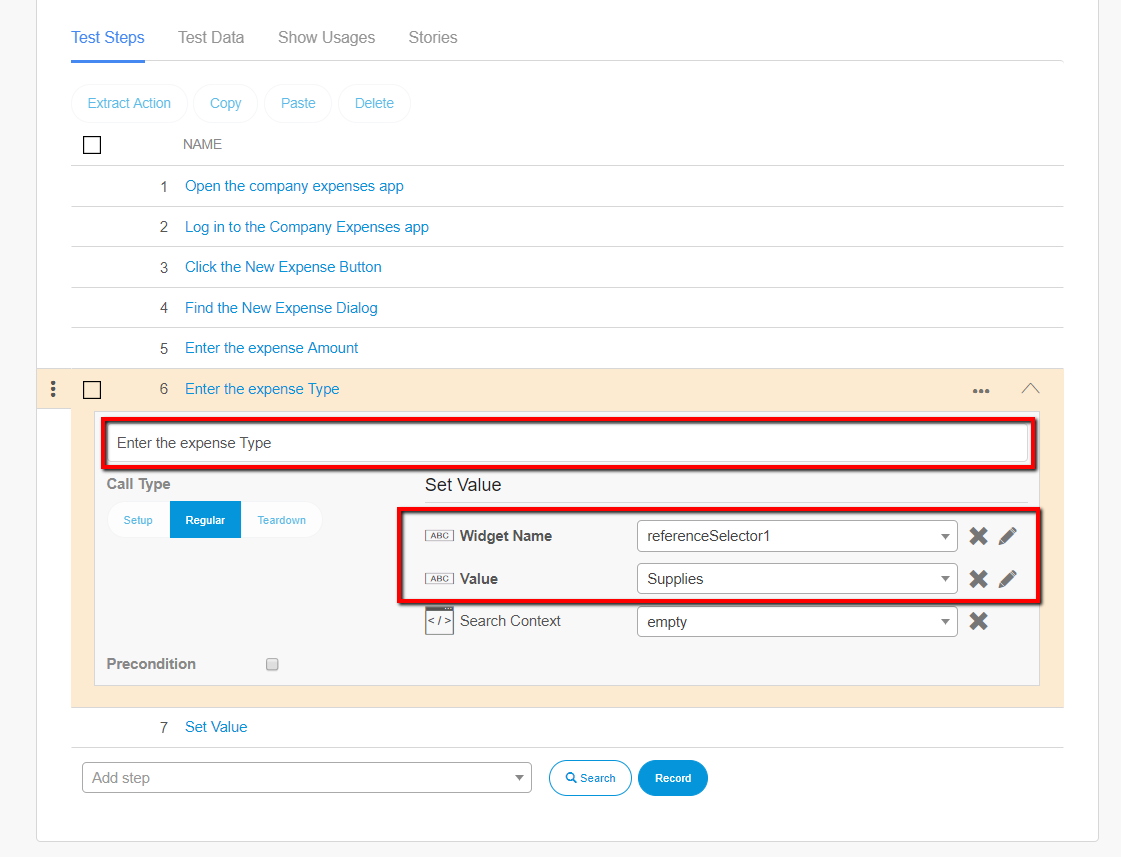 Test Steps Test Data Show Usages Stories
Extract Action Copy Paste Delete
NAME
1 Open the company expenses app
2 Log in to the Company Expenses app
3 Click the New Expense Button
4 Find the New Expense Dialog
5 Enter the expense Amount
6 Enter the expense Type
Enter the expense Type
Call Type Set Value
Setup Regular Teardown
ABC Widget Name referenceSelector1
ABC Value Supplies
</> Search Context empty
Precondition
7 Set Value
Add step Search Record